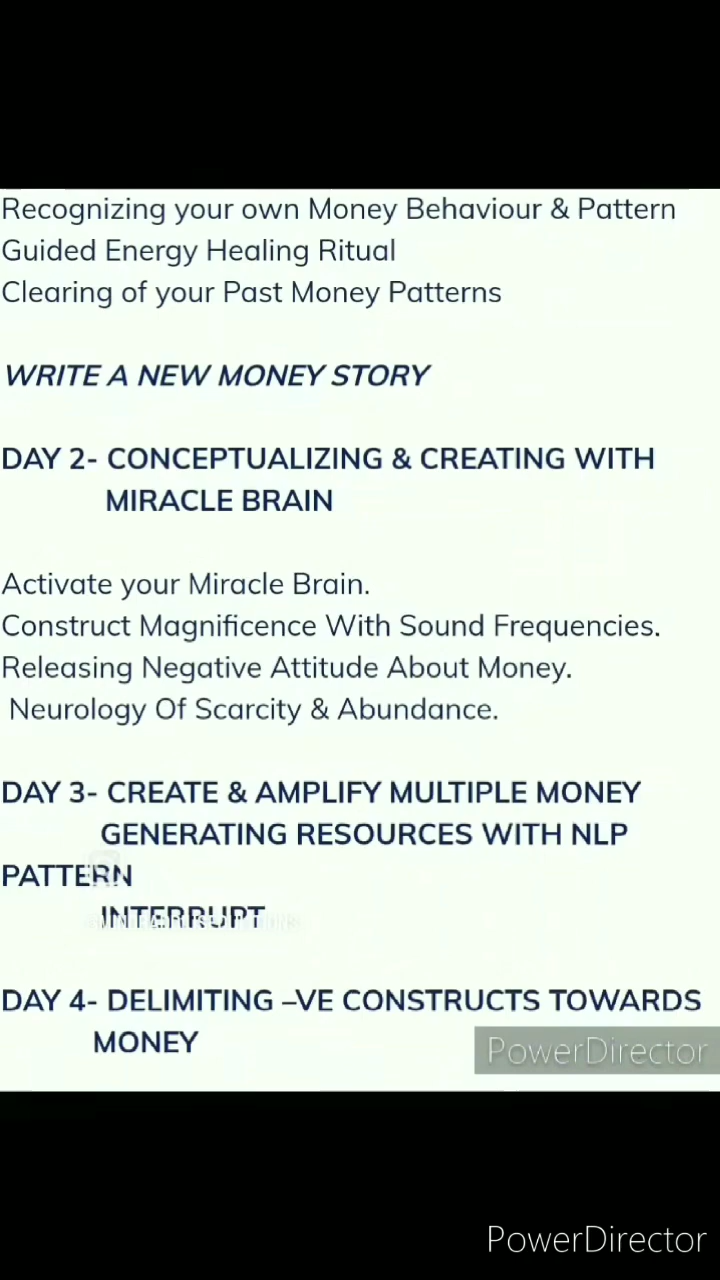 Recognizing your own Money Behaviour & Pattern
Guided Energy Healing Ritual
Clearing of your Past Money Patterns
WRITE A NEW MONEY STORY
DAY 2- CONCEPTUALIZING & CREATING WITH
MIRACLE BRAIN
Activate your Miracle Brain.
Construct Magnificence With Sound Frequencies.
Releasing Negative Attitude About Money.
Neurology Of Scarcity & Abundance.
DAY 3- CREATE & AMPLIFY MULTIPLE MONEY
GENERATING RESOURCES WITH NLP
PATTERN
INTERRUPT
DAY 4- DELIMITING –VE CONSTRUCTS TOWARDS
MONEY
PowerDirector
PowerDirector